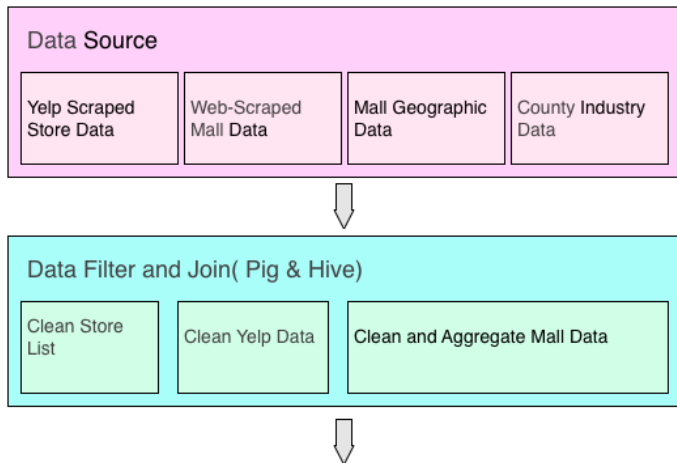 Data Source
Yelp Scraped
Store Data
Web-Scraped
Mall Data
Mall Geographic
Data
County Industry
Data
Data Filter and Join( Pig & Hive)
Clean Store
List
Clean Yelp Data
Clean and Aggregate Mall Data